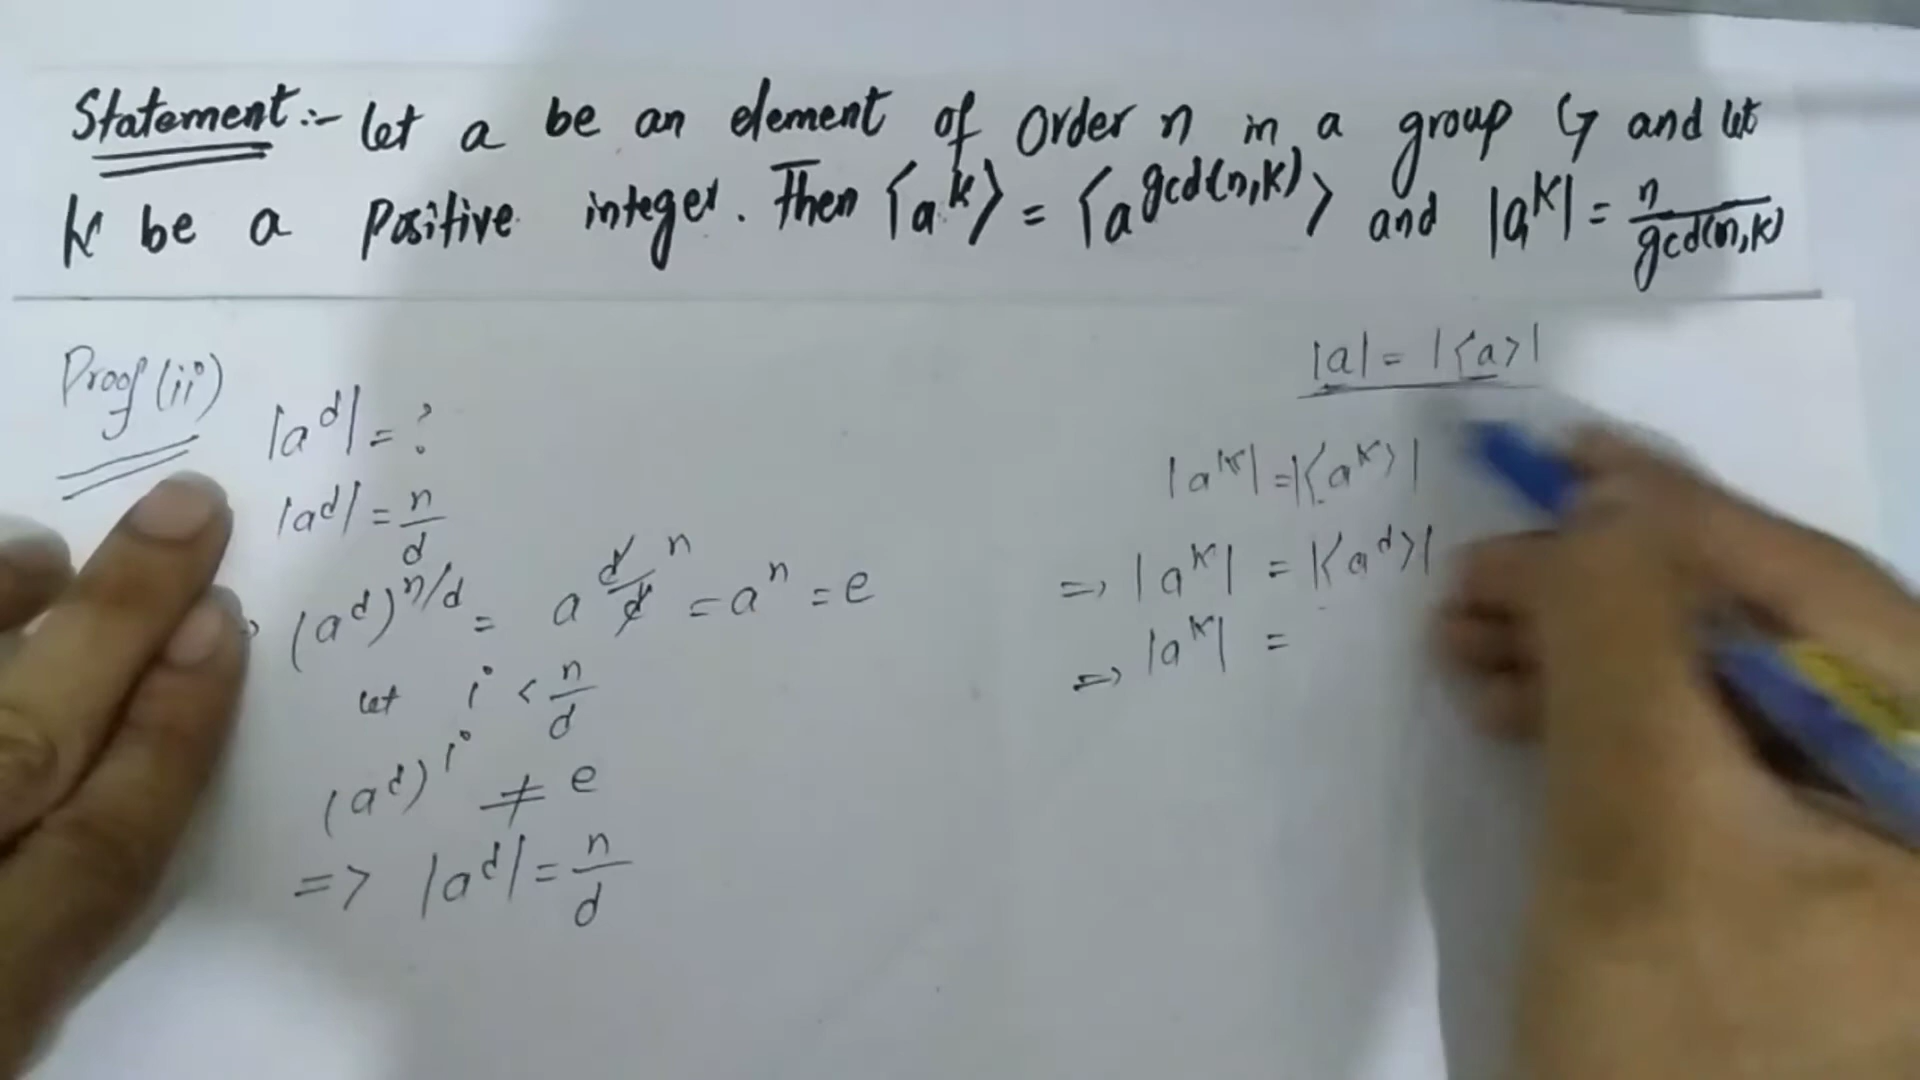 Statement:- let a be an element of order n in a group G and let
K be a positive integer. Then ⟨a^k⟩ = ⟨a^gcd(n,k)⟩ and |a^k| = n/gcd(n,k)
Proof (ii)
|a^d| = ?
|a^d| = n/d
(a^d)^n/d = a^(d/d n) = a^n = e
let i < n/d
(a^d)^i ≠ e
=> |a^d| = n/d
|a| = |⟨a⟩|
|a^k| = |⟨a^k⟩|
=> |a^k| = |⟨a^d⟩|
=> |a^k| =